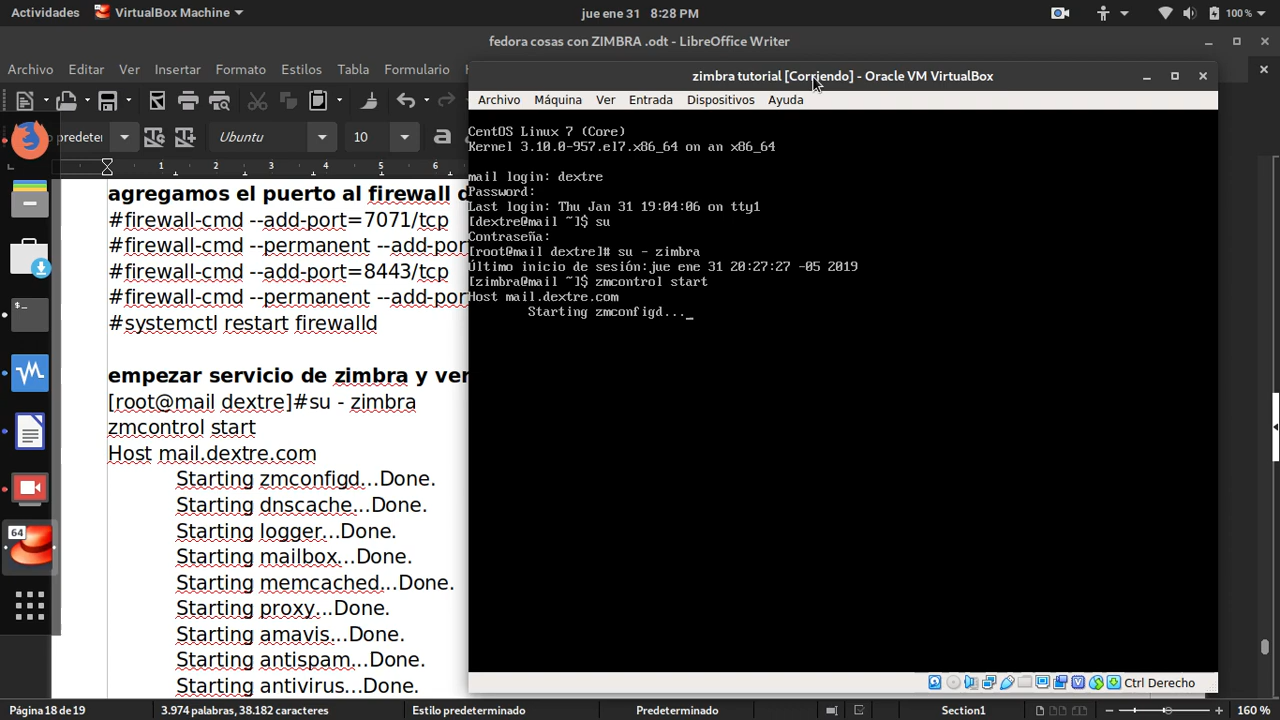 Actividades VirtualBox Machine jue ene 31 8:28 PM 100 %
fedora cosas con ZIMBRA .odt - LibreOffice Writer
Archivo Editar Ver Insertar Formato Estilos Tabla Formulario
zimbra tutorial [Corriendo] - Oracle VM VirtualBox
Archivo Máquina Ver Entrada Dispositivos Ayuda
Ubuntu 10 a
1 2 3 4 5 6
agregamos el puerto al firewall
#firewall-cmd --add-port=7071/tcp
#firewall-cmd --permanent --add-por
#firewall-cmd --add-port=8443/tcp
#firewall-cmd --permanent --add-por
#systemctl restart firewalld
empezar servicio de zimbra y ver
[root@mail dextre]#su - zimbra
zmcontrol start
Host mail.dextre.com
Starting zmconfigd...Done.
Starting dnscache...Done.
Starting logger...Done.
Starting mailbox...Done.
Starting memcached...Done.
Starting proxy...Done.
Starting amavis...Done.
Starting antispam...Done.
Starting antivirus...Done.
CentOS Linux 7 (Core)
Kernel 3.10.0-957.el7.x86_64 on an x86_64
mail login: dextre
Password:
Last login: Thu Jan 31 19:04:06 on tty1
[dextre@mail ~]$ su
Contraseña:
[root@mail dextre]# su - zimbra
Último inicio de sesión:jue ene 31 20:27:27 -05 2019
[zimbra@mail ~]$ zmcontrol start
Host mail.dextre.com
Starting zmconfigd..._
64
Ctrl Derecho
Página 18 de 19 3.974 palabras, 38.182 caracteres Estilo predeterminado Predeterminado Section1 160 %